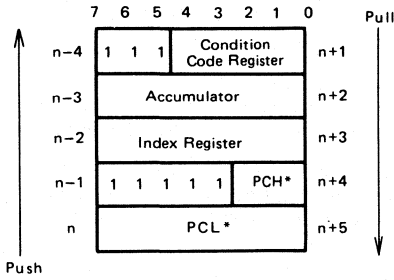 7 6 5 4 3 2 1 0
Pull
n-4 1 1 1 Condition Code Register n+1
n-3 Accumulator n+2
n-2 Index Register n+3
n-1 1 1 1 1 1 PCH* n+4
n PCL* n+5
Push